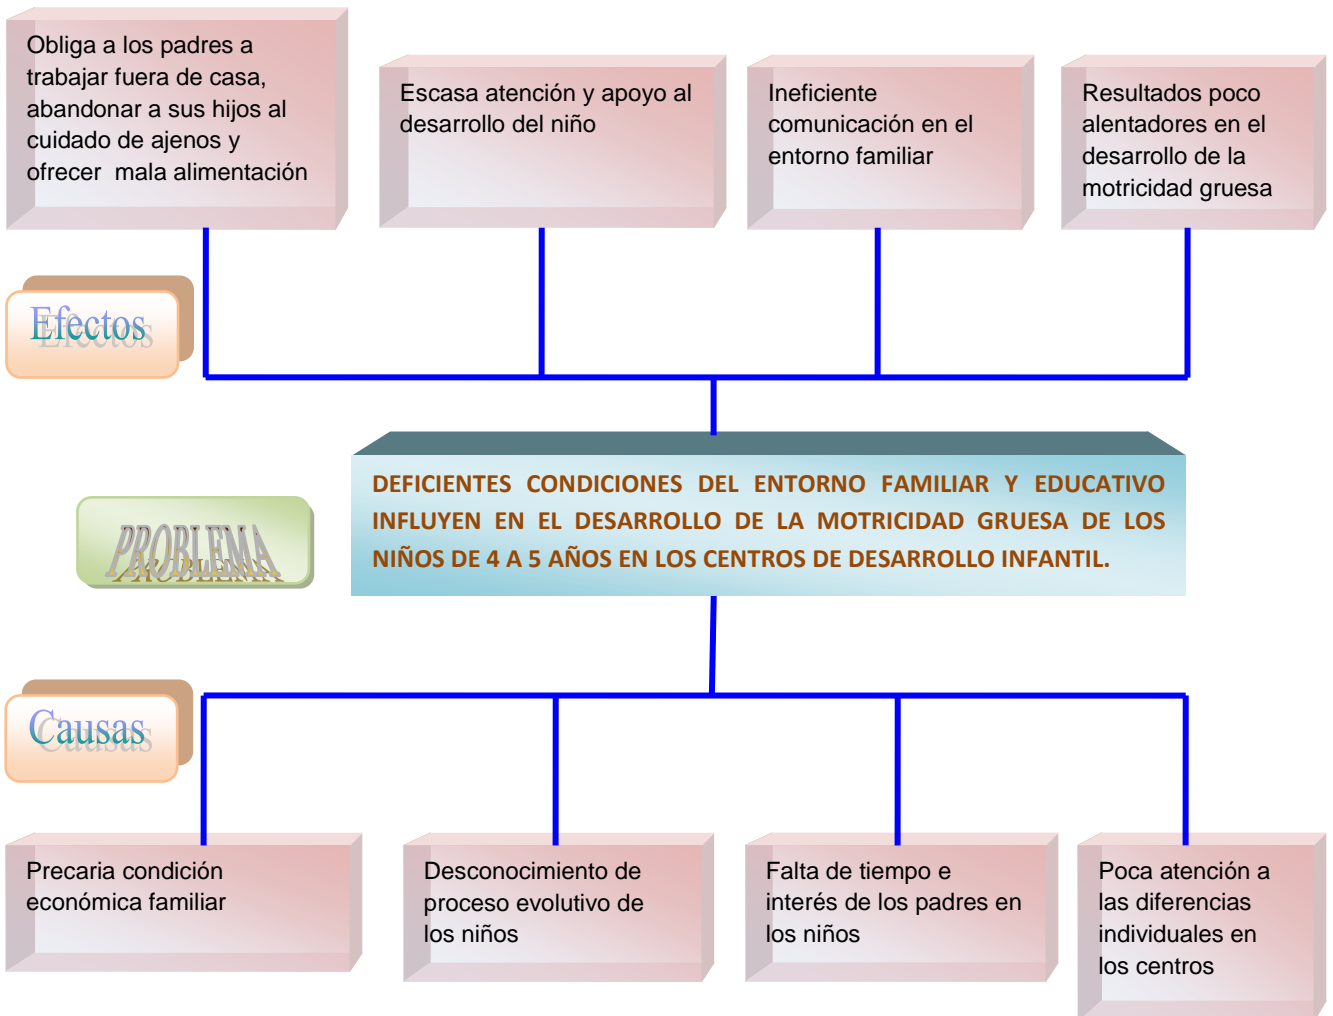 Obliga a los padres a
trabajar fuera de casa,
abandonar a sus hijos al
cuidado de ajenos y
ofrecer mala alimentación
Escasa atención y apoyo al
desarrollo del niño
Ineficiente
comunicación en el
entorno familiar
Resultados poco
alentadores en el
desarrollo de la
motricidad gruesa
Efectos
PROBLEMA
DEFICIENTES CONDICIONES DEL ENTORNO FAMILIAR Y EDUCATIVO
INFLUYEN EN EL DESARROLLO DE LA MOTRICIDAD GRUESA DE LOS
NIÑOS DE 4 A 5 AÑOS EN LOS CENTROS DE DESARROLLO INFANTIL.
Causas
Precaria condición
económica familiar
Desconocimiento de
proceso evolutivo de
los niños
Falta de tiempo e
interés de los padres en
los niños
Poca atención a
las diferencias
individuales en
los centros